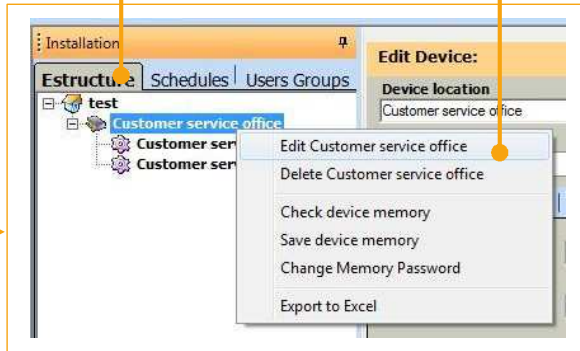 Installation
Edit Device:
Estructure Schedules Users Groups
Device location
test
Customer service office
Customer service office
Customer ser
Customer ser
Edit Customer service office
Delete Customer service office
Check device memory
Save device memory
Change Memory Password
Export to Excel